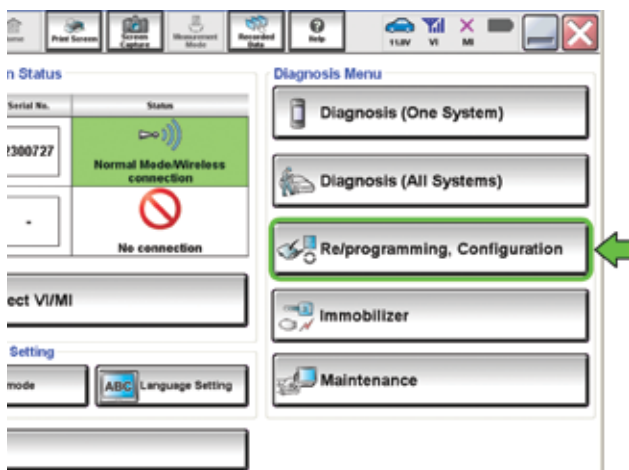 Home
Print Screen
Screen
Capture
Measurement
Mode
Recorded
Data
Help
11.8V
VI
MI
n Status
Diagnosis Menu
Serial No.
Status
2300727
Normal Mode/Wireless
connection
-
No connection
Diagnosis (One System)
Diagnosis (All Systems)
Re/programming, Configuration
Immobilizer
Maintenance
ect VI/MI
Setting
mode
ABC
Language Setting